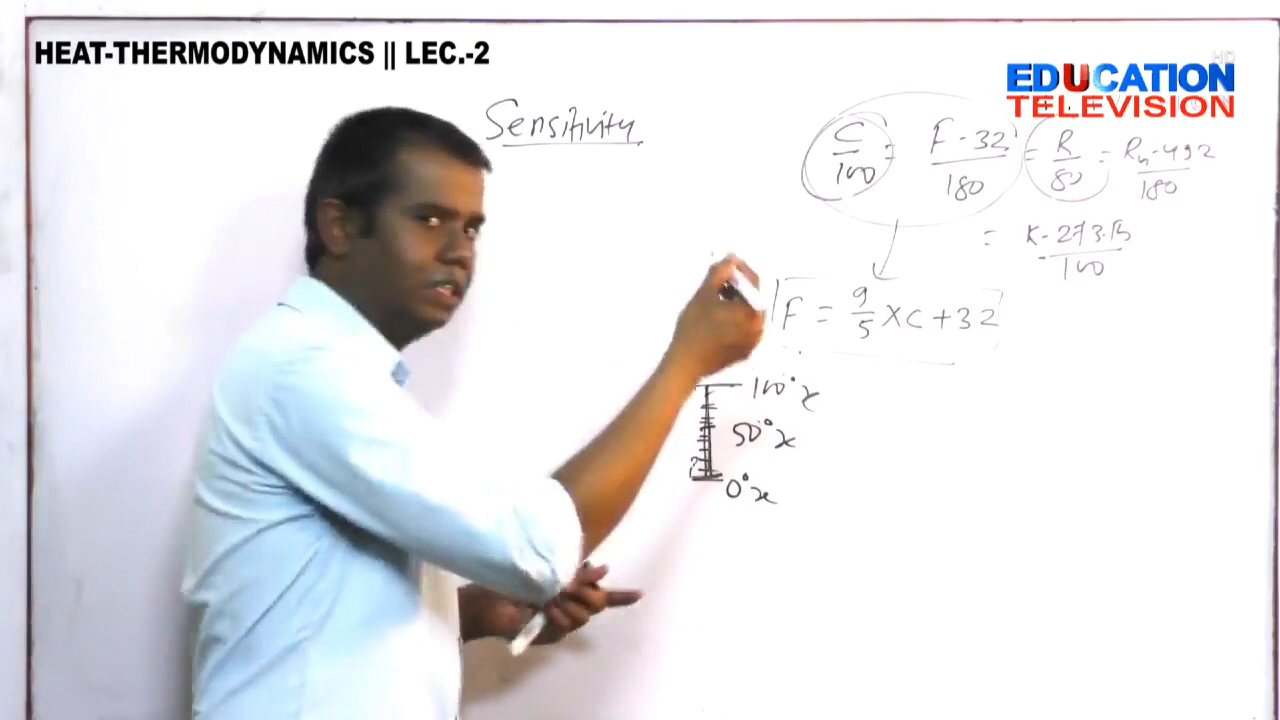 HEAT-THERMODYNAMICS || LEC.-2
HD
EDUCATION
TELEVISION
Sensitivity
C/100 = F-32/180 = R/80 = Rn-492/180
= K-273.15/100
F = 9/5 × C + 32
100°x
50°x
0°x